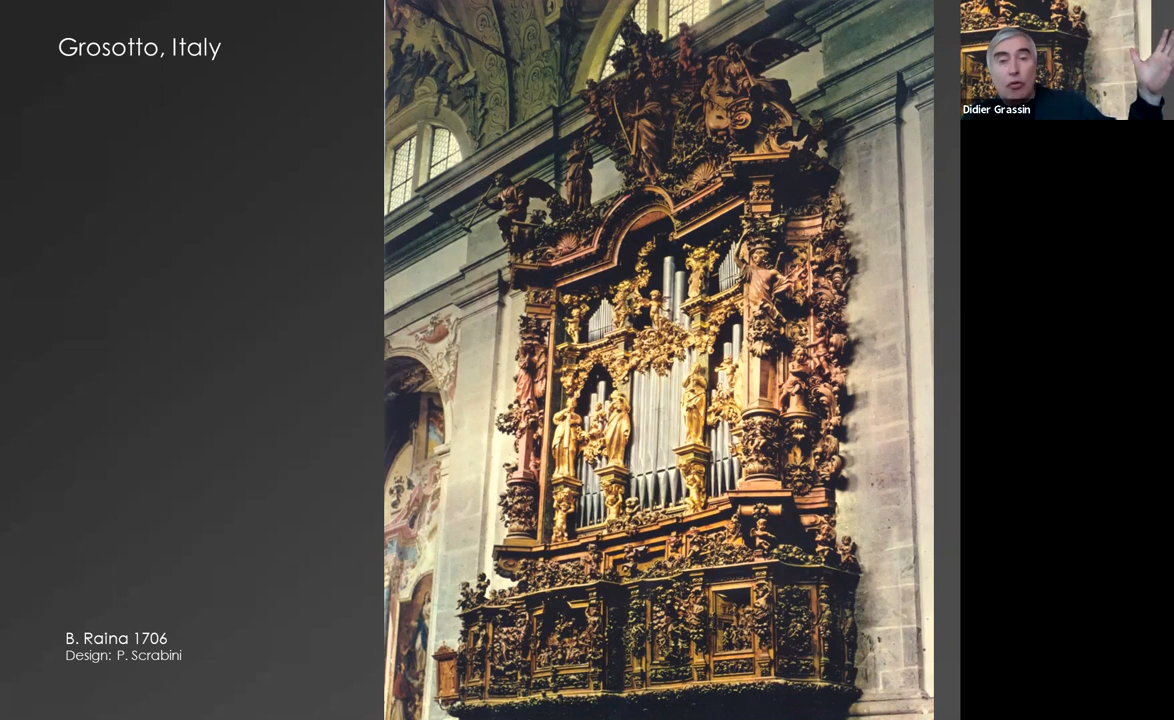 Grosotto, Italy
Didier Grassin
B. Raina 1706
Design: P. Scrabini